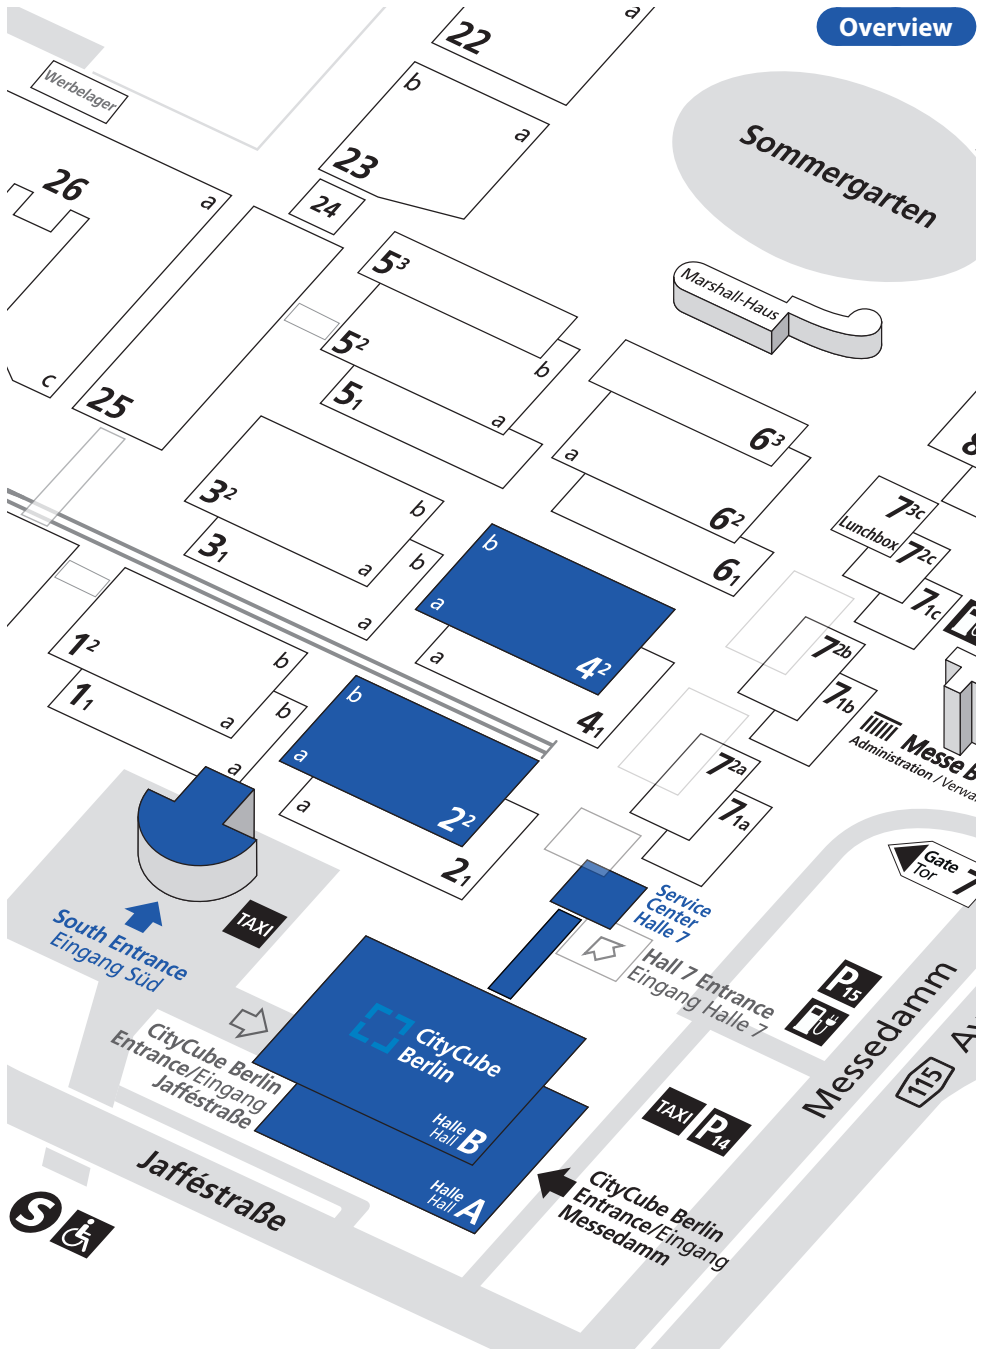 Overview
22
a
Werbelager
b
a
23
Sommergarten
26
a
24
5³
Marshall-Haus
5²
b
c
25
5₁
a
6³
a
8
3²
b
7³ᶜ
Lunchbox
6²
3₁
b
a
b
7²ᶜ
6₁
7₁c
a
a
4²
7²ᵇ
1²
b
a
7₁b
1₁
b
a
b
4₁
Messe B
Administration / Verwa
a
a
7²ᵃ
2²
a
7₁a
2₁
Gate
Tor
7
Service
Center
Halle 7
TAXI
South Entrance
Eingang Süd
Hall 7 Entrance
Eingang Halle 7
P15
Messedamm
115
CityCube
Berlin
CityCube Berlin
Entrance/Eingang
Jafféstraße
Halle
Hall B
TAXI
P14
Halle
Hall A
CityCube Berlin
Entrance/Eingang
Messedamm
Jafféstraße
S